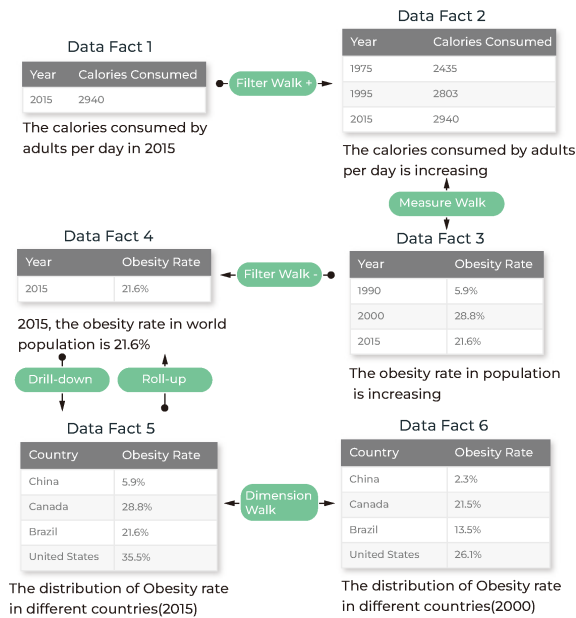 Data Fact 1
Year Calories Consumed
2015 2940
The calories consumed by
adults per day in 2015
Filter Walk +
Data Fact 2
Year Calories Consumed
1975 2435
1995 2803
2015 2940
The calories consumed by adults
per day is increasing
Measure Walk
Data Fact 3
Year Obesity Rate
1990 5.9%
2000 28.8%
2015 21.6%
The obesity rate in population
is increasing
Filter Walk -
Data Fact 4
Year Obesity Rate
2015 21.6%
2015, the obesity rate in world
population is 21.6%
Drill-down
Roll-up
Data Fact 5
Country Obesity Rate
China 5.9%
Canada 28.8%
Brazil 21.6%
United States 35.5%
The distribution of Obesity rate
in different countries(2015)
Dimension
Walk
Data Fact 6
Country Obesity Rate
China 2.3%
Canada 21.5%
Brazil 13.5%
United States 26.1%
The distribution of Obesity rate
in different countries(2000)